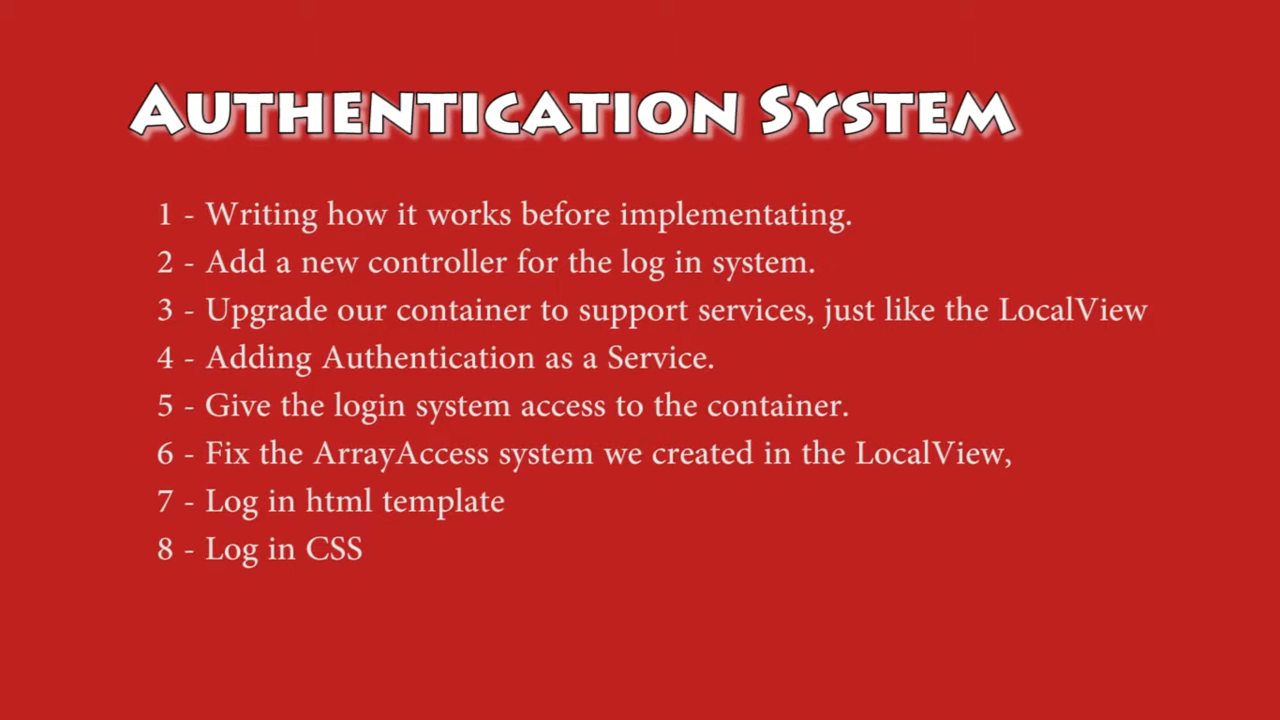 Authentication System
1 - Writing how it works before implementating.
2 - Add a new controller for the log in system.
3 - Upgrade our container to support services, just like the LocalView
4 - Adding Authentication as a Service.
5 - Give the login system access to the container.
6 - Fix the ArrayAccess system we created in the LocalView,
7 - Log in html template
8 - Log in CSS